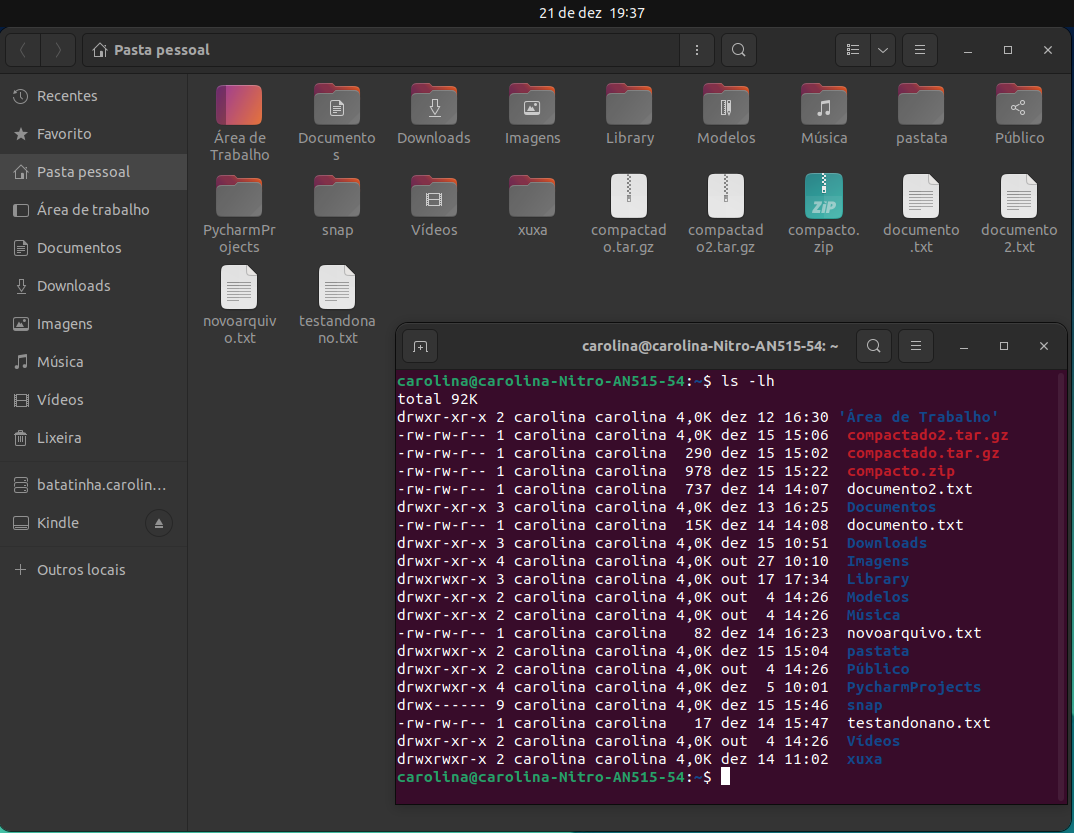 21 de dez 19:37
Pasta pessoal
Recentes
Favorito
Pasta pessoal
Área de trabalho
Documentos
Downloads
Imagens
Música
Vídeos
Lixeira
batatinha.carolin...
Kindle
Outros locais
Área de
Trabalho
Documento
s
Downloads
Imagens
Library
Modelos
Música
pastata
Público
PycharmPr
ojects
snap
Vídeos
xuxa
compactad
o.tar.gz
compactad
o2.tar.gz
ZiP
compacto.
zip
documento
.txt
documento
2.txt
novoarquiv
o.txt
testandona
no.txt
carolina@carolina-Nitro-AN515-54: ~
carolina@carolina-Nitro-AN515-54:~$ ls -lh
total 92K
drwxr-xr-x 2 carolina carolina 4,0K dez 12 16:30 'Área de Trabalho'
-rw-rw-r-- 1 carolina carolina 4,0K dez 15 15:06  compactado2.tar.gz
-rw-rw-r-- 1 carolina carolina  290 dez 15 15:02  compactado.tar.gz
-rw-rw-r-- 1 carolina carolina  978 dez 15 15:22  compacto.zip
-rw-rw-r-- 1 carolina carolina  737 dez 14 14:07  documento2.txt
drwxr-xr-x 3 carolina carolina 4,0K dez 13 16:25  Documentos
-rw-rw-r-- 1 carolina carolina  15K dez 14 14:08  documento.txt
drwxr-xr-x 3 carolina carolina 4,0K dez 15 10:51  Downloads
drwxr-xr-x 4 carolina carolina 4,0K out 27 10:10  Imagens
drwxrwxr-x 3 carolina carolina 4,0K out 17 17:34  Library
drwxr-xr-x 2 carolina carolina 4,0K out  4 14:26  Modelos
drwxr-xr-x 2 carolina carolina 4,0K out  4 14:26  Música
-rw-rw-r-- 1 carolina carolina   82 dez 14 16:23  novoarquivo.txt
drwxrwxr-x 2 carolina carolina 4,0K dez 15 15:04  pastata
drwxr-xr-x 2 carolina carolina 4,0K out  4 14:26  Público
drwxrwxr-x 4 carolina carolina 4,0K dez  5 10:01  PycharmProjects
drwx------ 9 carolina carolina 4,0K dez 15 15:46  snap
-rw-rw-r-- 1 carolina carolina   17 dez 14 15:47  testandonano.txt
drwxr-xr-x 2 carolina carolina 4,0K out  4 14:26  Vídeos
drwxrwxr-x 2 carolina carolina 4,0K dez 14 11:02  xuxa
carolina@carolina-Nitro-AN515-54:~$